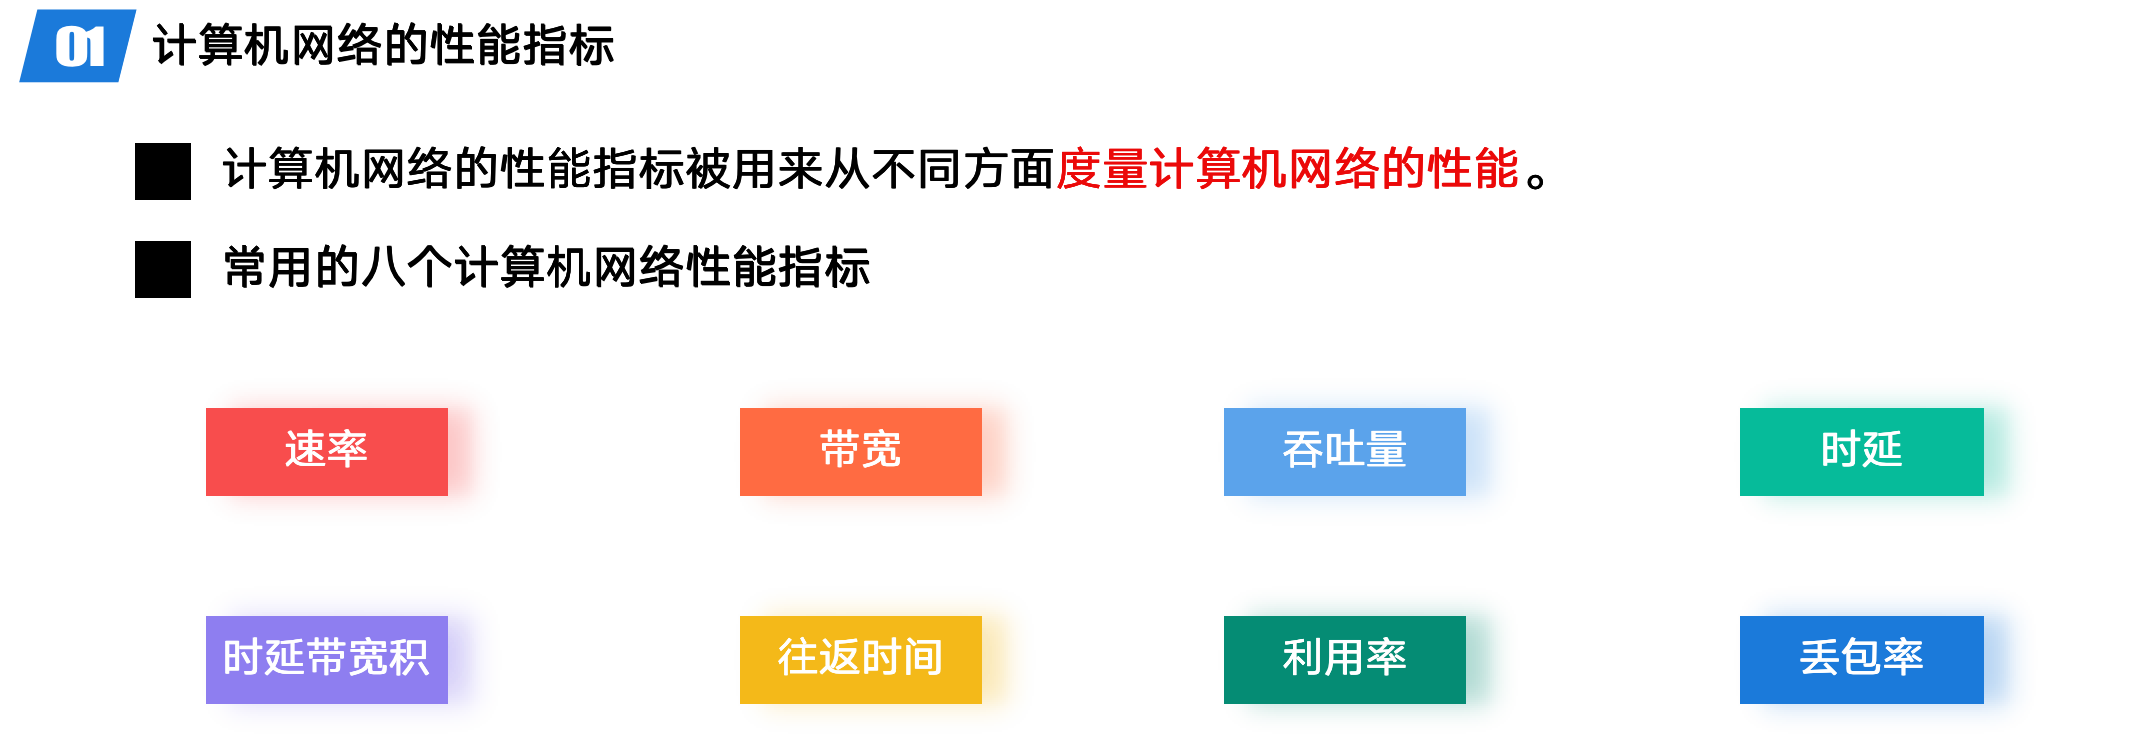 01 计算机网络的性能指标
计算机网络的性能指标被用来从不同方面度量计算机网络的性能。
常用的八个计算机网络性能指标
速率 带宽 吞吐量 时延
时延带宽积 往返时间 利用率 丢包率